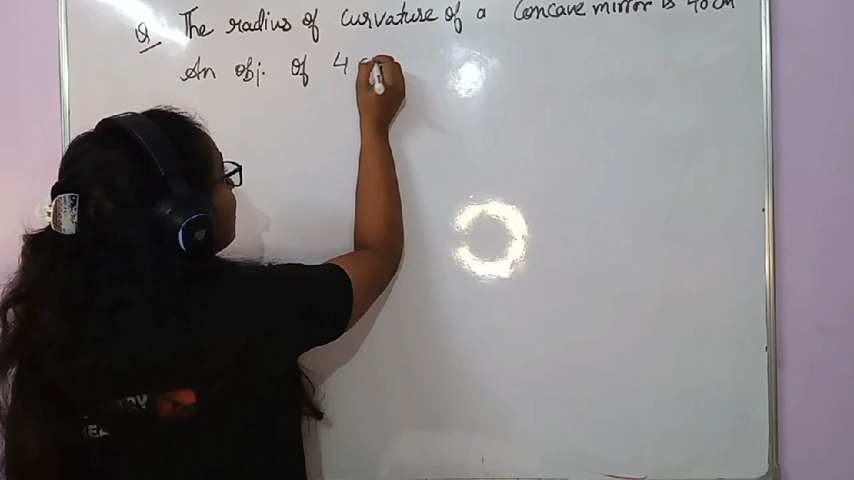 Q The radius of curvature of a Concave mirror is 40 cm
An obj. of 4 c